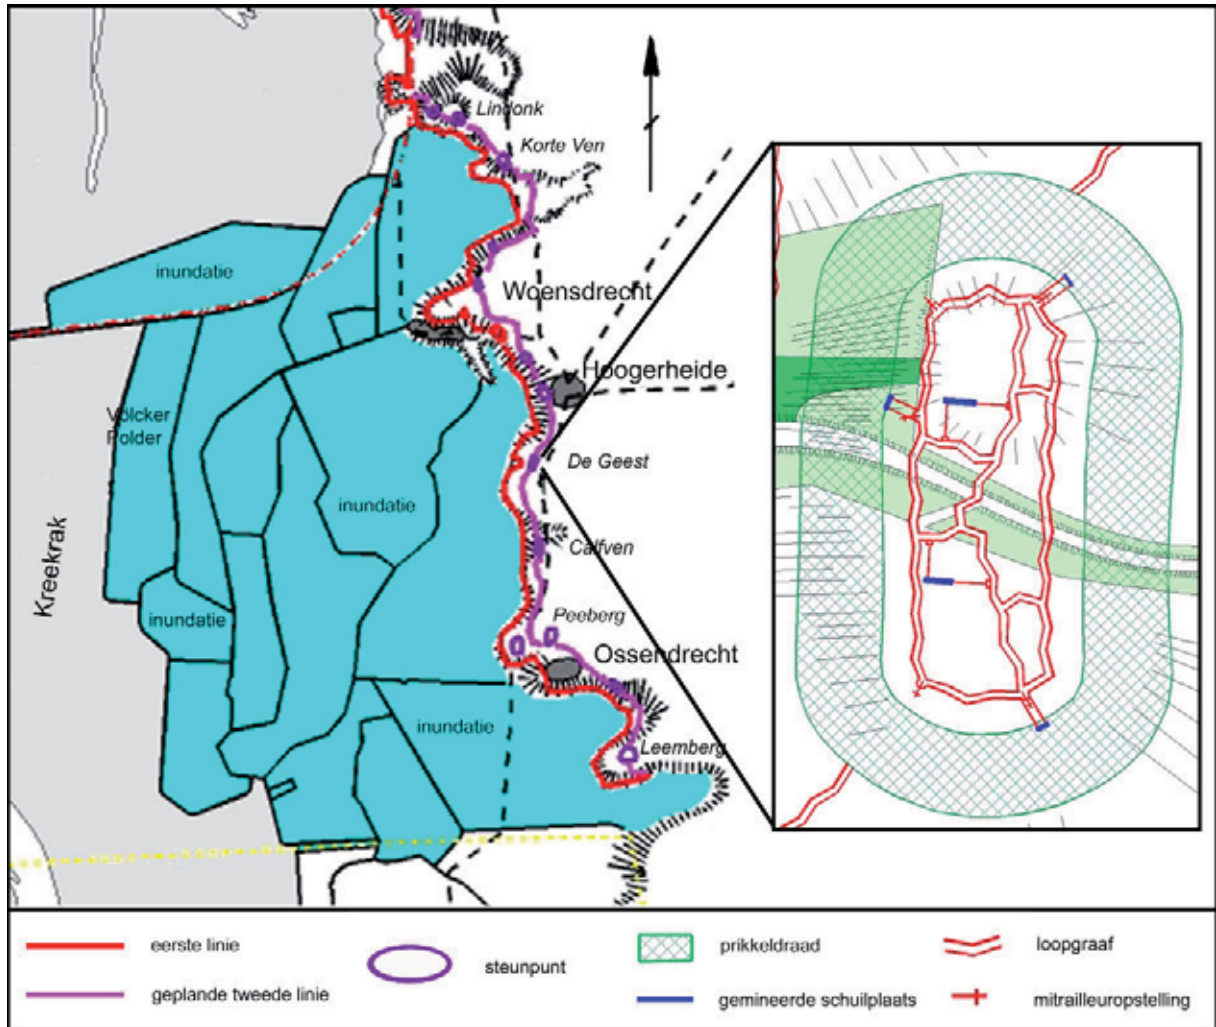 Lindonk
Korte Ven
inundatie
Woensdrecht
Hoogerheide
Völcker
Polder
De Geest
inundatie
Calfven
Kreekrak
inundatie
Peeberg
Ossendrecht
inundatie
Leemberg
eerste linie
geplande tweede linie
steunpunt
prikkeldraad
gemineerde schuilplaats
loopgraaf
mitrailleuropstelling